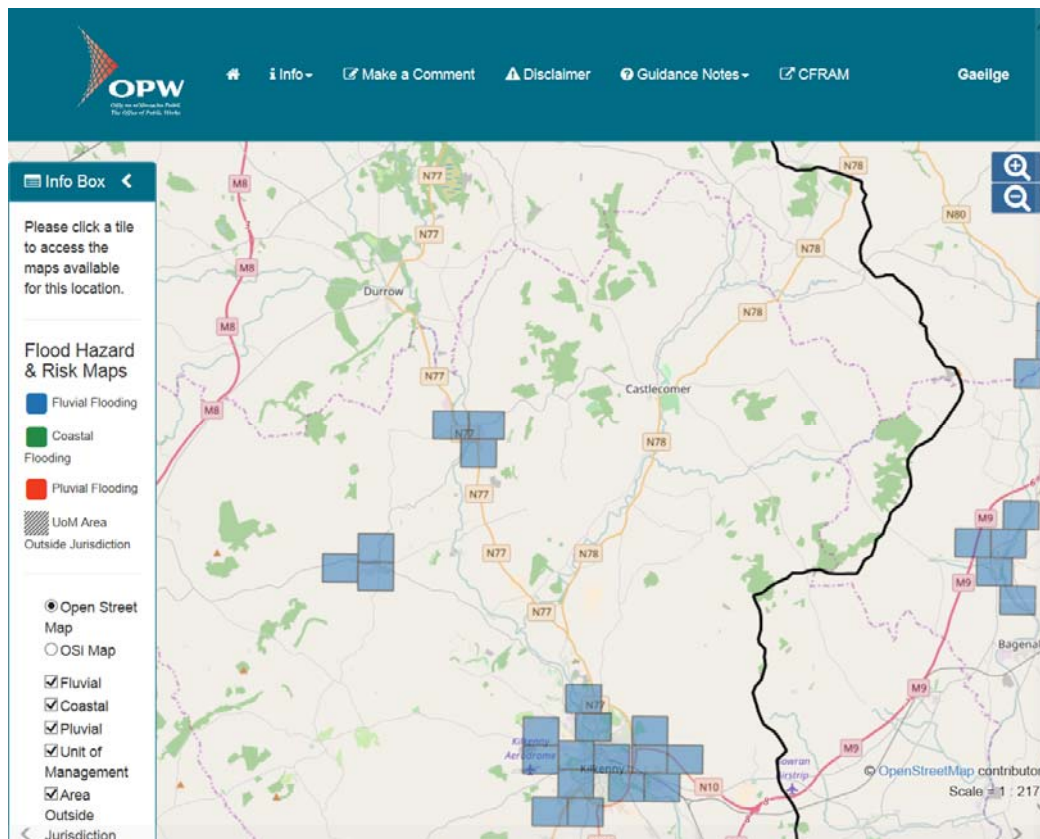 OPW
Oifig na nOibreacha Poiblí
The Office of Public Works
Info
Make a Comment
Disclaimer
Guidance Notes
CFRAM
Gaeilge
Info Box
Please click a tile
to access the
maps available
for this location.
Flood Hazard
& Risk Maps
Fluvial Flooding
Coastal
Flooding
Pluvial Flooding
UoM Area
Outside Jurisdiction
Open Street
Map
OSi Map
Fluvial
Coastal
Pluvial
Unit of
Management
Area
Outside
Jurisdiction
N78
N77
M8
N80
N77
N78
M8
Durrow
N78
M8
N77
Castlecomer
M8
N77
N78
N77
M9
N77
N78
M9
N77
Bagenal
M9
N77
Kilkenny
Aerodrome
Kilkenny
M9
N10
© OpenStreetMap contributor
Scale = 1 : 217